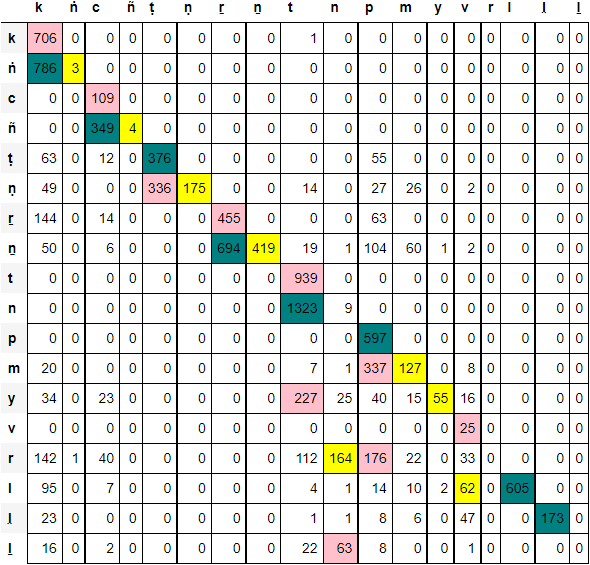 k ṅ c ñ ṭ ṇ ṟ ṉ t n p m y v r l ḷ ḻ
k 706 0 0 0 0 0 0 0 1 0 0 0 0 0 0 0 0 0
ṅ 786 3 0 0 0 0 0 0 0 0 0 0 0 0 0 0 0 0
c 0 0 109 0 0 0 0 0 0 0 0 0 0 0 0 0 0 0
ñ 0 0 349 4 0 0 0 0 0 0 0 0 0 0 0 0 0 0
ṭ 63 0 12 0 376 0 0 0 0 0 55 0 0 0 0 0 0 0
ṇ 49 0 0 0 336 175 0 0 14 0 27 26 0 2 0 0 0 0
ṟ 144 0 14 0 0 0 455 0 0 0 63 0 0 0 0 0 0 0
ṉ 50 0 6 0 0 0 694 419 19 1 104 60 1 2 0 0 0 0
t 0 0 0 0 0 0 0 0 939 0 0 0 0 0 0 0 0 0
n 0 0 0 0 0 0 0 0 1323 9 0 0 0 0 0 0 0 0
p 0 0 0 0 0 0 0 0 0 0 597 0 0 0 0 0 0 0
m 20 0 0 0 0 0 0 0 7 1 337 127 0 8 0 0 0 0
y 34 0 23 0 0 0 0 0 227 25 40 15 55 16 0 0 0 0
v 0 0 0 0 0 0 0 0 0 0 0 0 0 25 0 0 0 0
r 142 1 40 0 0 0 0 0 112 164 176 22 0 33 0 0 0 0
l 95 0 7 0 0 0 0 0 4 1 14 10 2 62 0 605 0 0
ḷ 23 0 0 0 0 0 0 0 1 1 8 6 0 47 0 0 173 0
ḻ 16 0 2 0 0 0 0 0 22 63 8 0 0 1 0 0 0 0